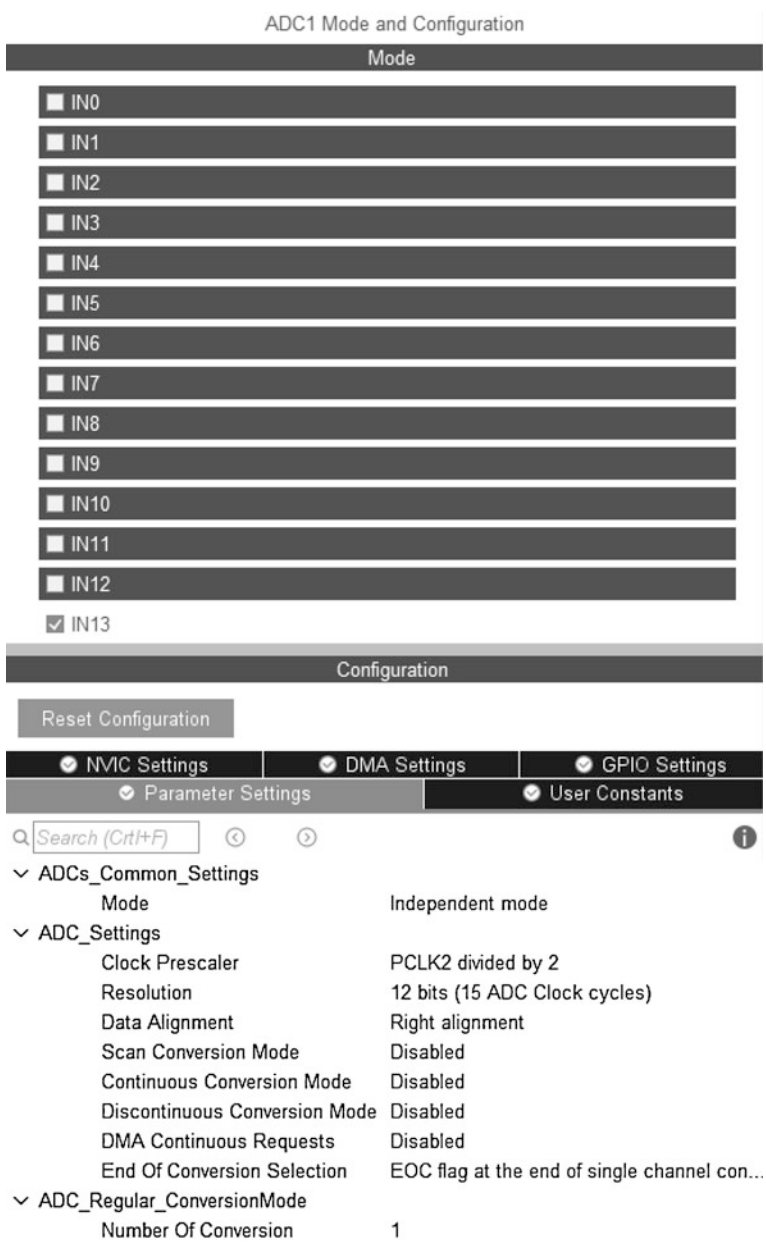 ADC1 Mode and Configuration
Mode
IN0
IN1
IN2
IN3
IN4
IN5
IN6
IN7
IN8
IN9
IN10
IN11
IN12
IN13
Configuration
Reset Configuration
NVIC Settings DMA Settings GPIO Settings
Parameter Settings User Constants
Search (Crtl+F)
ADCs_Common_Settings
Mode Independent mode
ADC_Settings
Clock Prescaler PCLK2 divided by 2
Resolution 12 bits (15 ADC Clock cycles)
Data Alignment Right alignment
Scan Conversion Mode Disabled
Continuous Conversion Mode Disabled
Discontinuous Conversion Mode Disabled
DMA Continuous Requests Disabled
End Of Conversion Selection EOC flag at the end of single channel con...
ADC_Regular_ConversionMode
Number Of Conversion 1